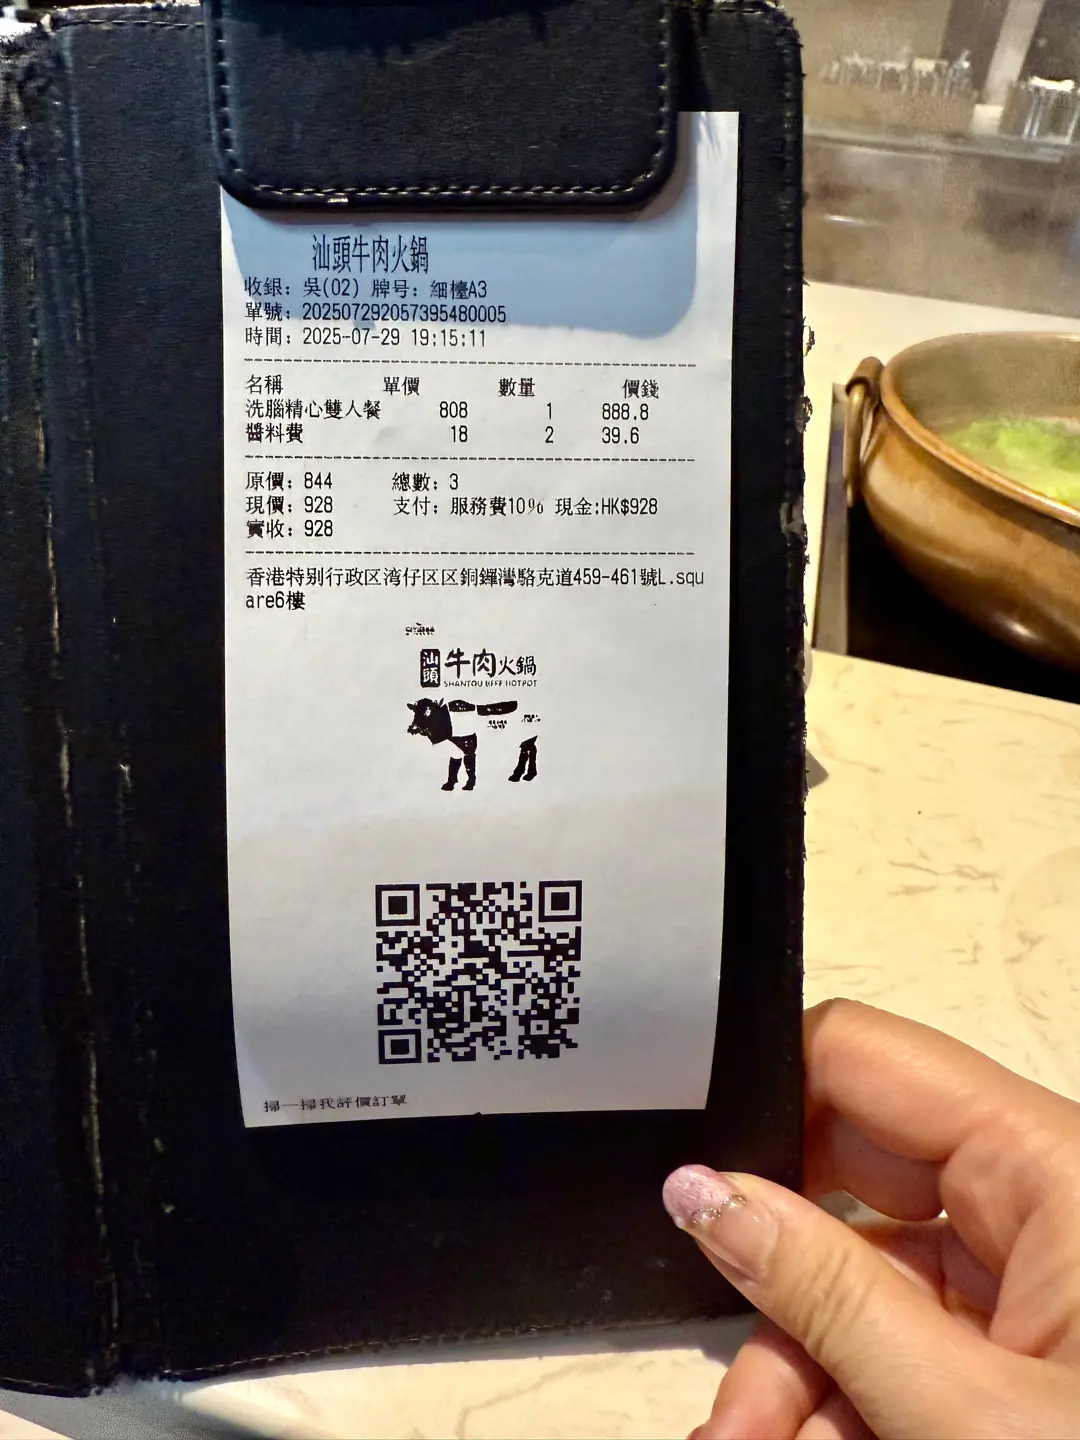 汕頭牛肉火鍋
收銀: 吳(02) 牌号: 細檯A3
單號: 202507292057395480005
時間: 2025-07-29 19:15:11
名稱 單價 數量 價錢
洗腦精心雙人餐 808 1 888.8
醬料費 18 2 39.6
原價: 844 總數: 3
現價: 928 支付: 服務費10% 現金:HK$928
實收: 928
香港特别行政区湾仔区区銅鑼灣駱克道459-461號L.squ
are6樓
汕頭 牛肉火鍋
SHANTOU BEEF HOTPOT
掃一掃我評價訂單